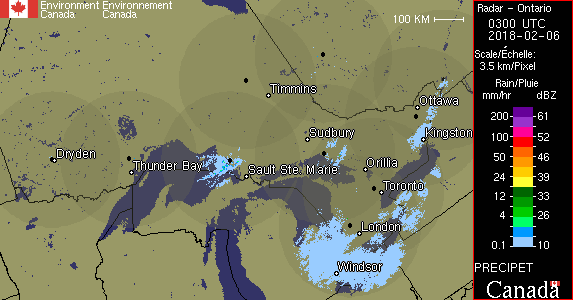 Environment Environnement
Canada Canada
100 KM
Timmins
Ottawa
Sudbury
Kingston
Dryden
Thunder Bay
Sault Ste. Marie
Orillia
Toronto
London
Windsor
Radar - Ontario
0300 UTC
2018-02-06
Scale/Échelle:
3.5 km/Pixel
Rain/Pluie
mm/hr dBZ
200 61
100 52
50 46
24 39
12 33
4 26
0.1 10
PRECIPET
Canada